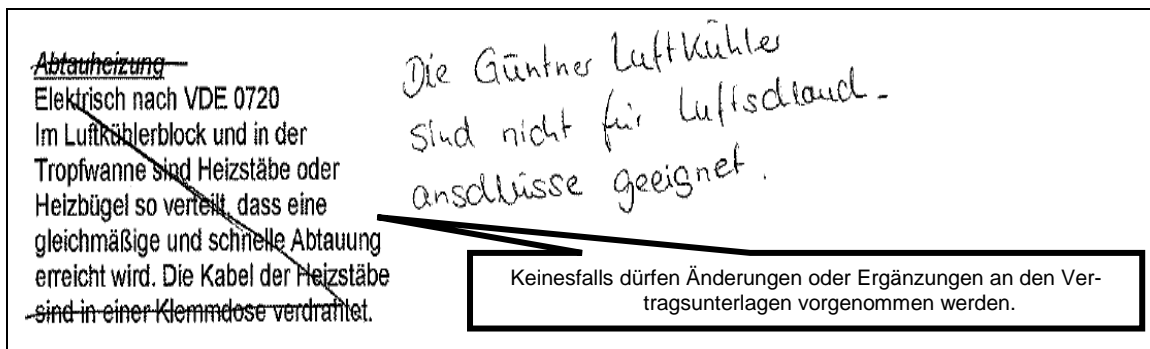 Abtauheizung
Elektrisch nach VDE 0720
Im Luftkühlerblock und in der
Tropfwanne sind Heizstäbe oder
Heizbügel so verteilt, dass eine
gleichmäßige und schnelle Abtauung
erreicht wird. Die Kabel der Heizstäbe
sind in einer Klemmdose verdrahtet.
Die Güntner Luftkühler
sind nicht für Luftschlauch-
anschlüsse geeignet.
Keinesfalls dürfen Änderungen oder Ergänzungen an den Ver-
tragsunterlagen vorgenommen werden.